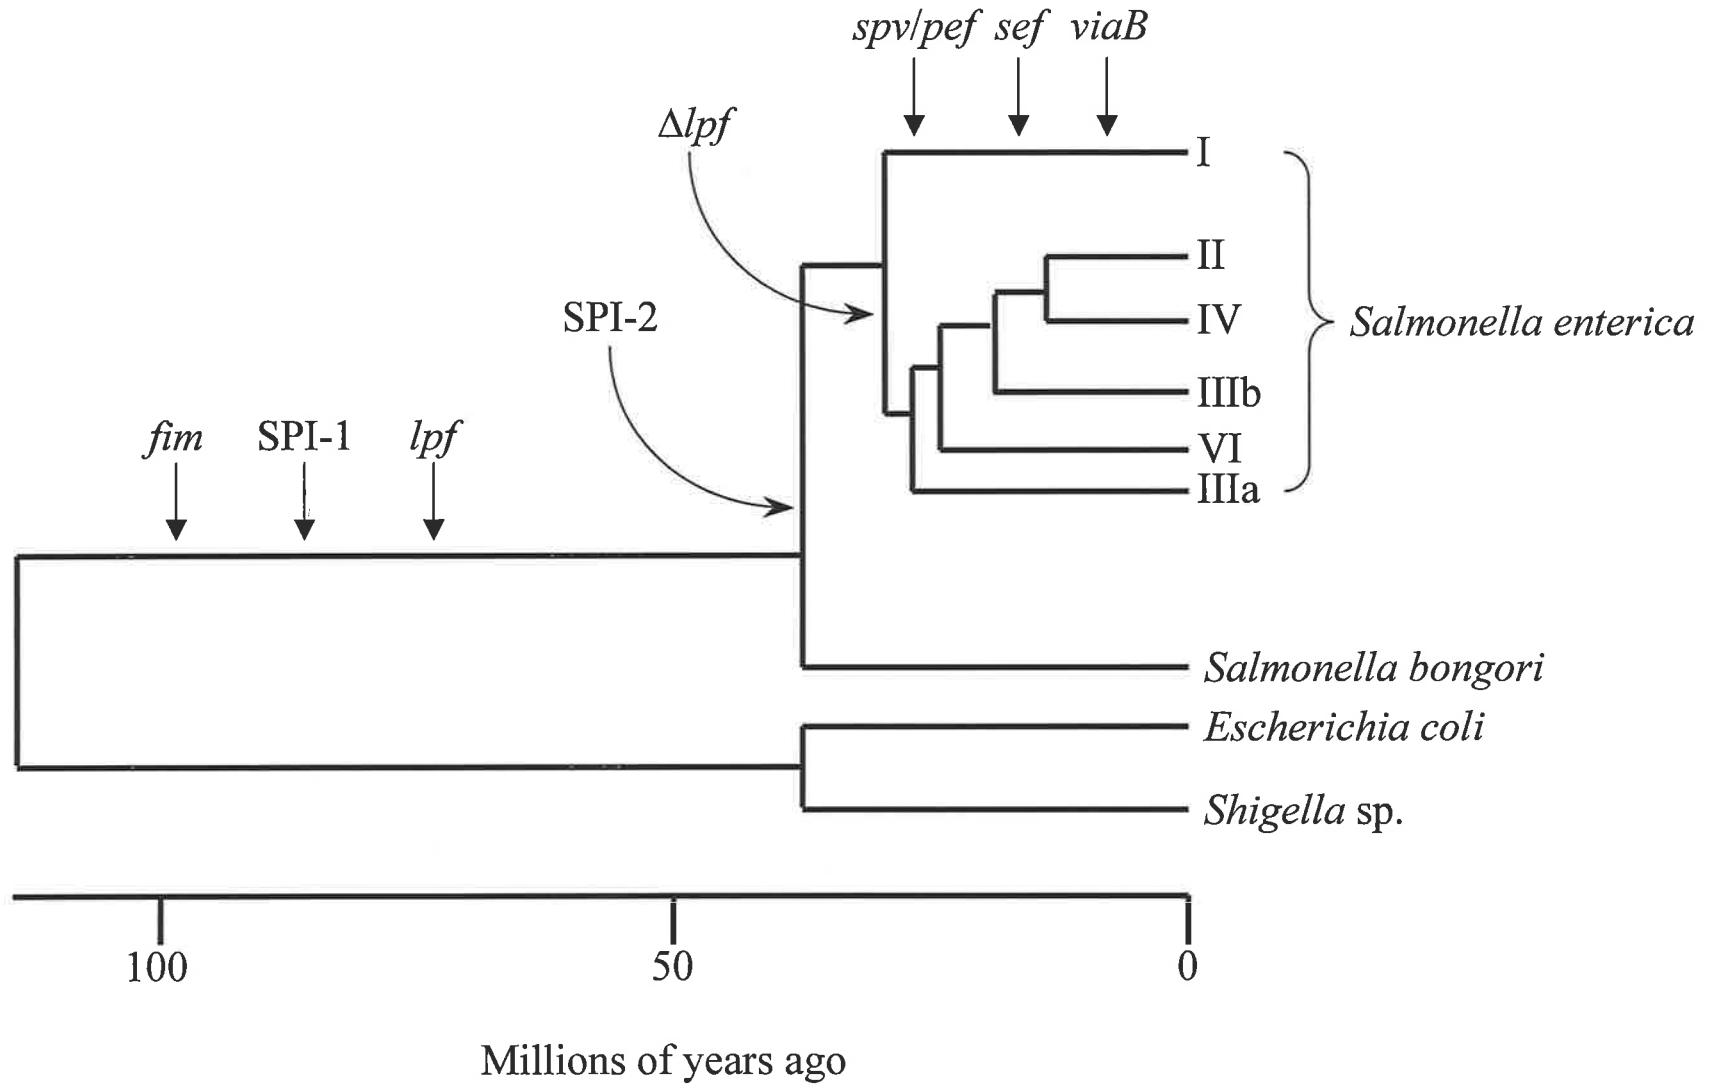 spv/pef sef viaB
Δlpf
I
II
SPI-2
IV
Salmonella enterica
IIIb
fim SPI-1 lpf
VI
IIIa
Salmonella bongori
Escherichia coli
Shigella sp.
100 50 0
Millions of years ago